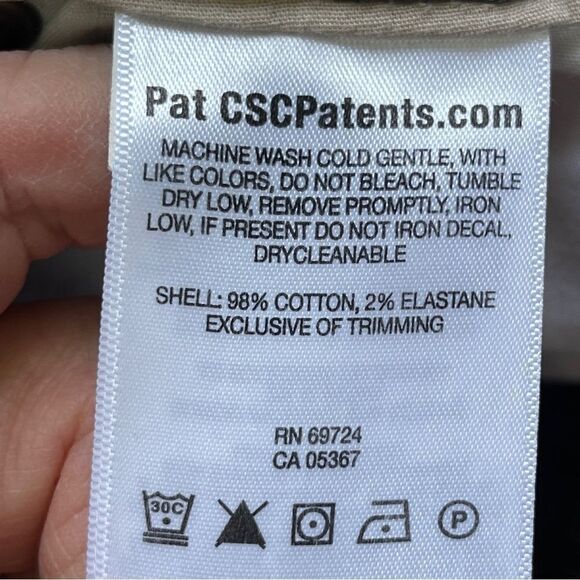 Pat CSCPatents.com
MACHINE WASH COLD GENTLE, WITH
LIKE COLORS, DO NOT BLEACH, TUMBLE
DRY LOW, REMOVE PROMPTLY, IRON
LOW, IF PRESENT DO NOT IRON DECAL,
DRYCLEANABLE
SHELL: 98% COTTON, 2% ELASTANE
EXCLUSIVE OF TRIMMING
RN 69724
CA 05367
30C
P